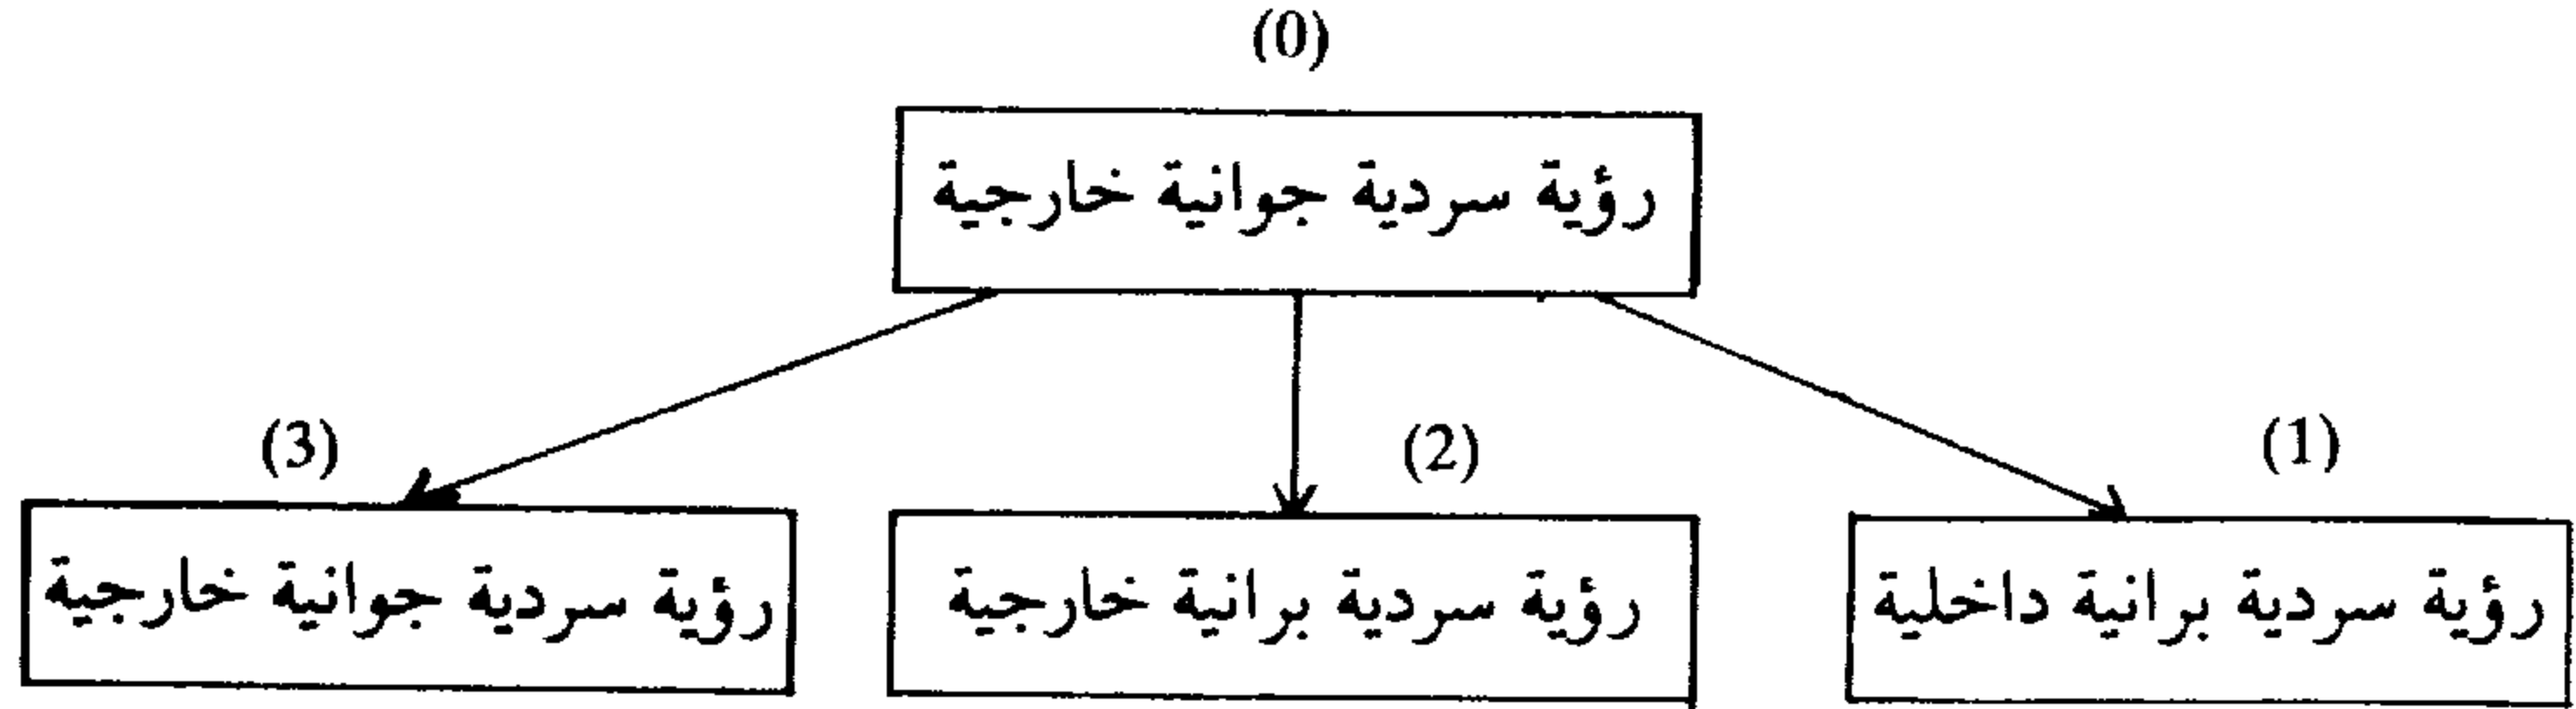 (0)
رؤية سردية جوانية خارجية
(1)
(2)
(3)
رؤية سردية برانية داخلية
رؤية سردية برانية خارجية
رؤية سردية جوانية خارجية